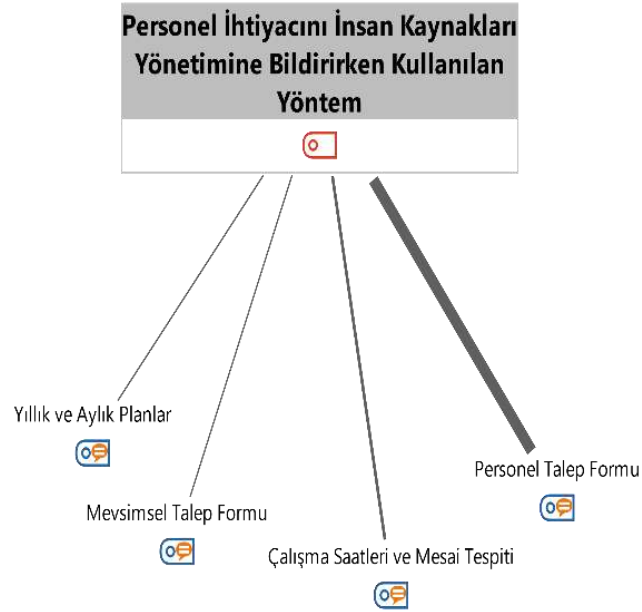 Personel İhtiyacını İnsan Kaynakları
Yönetimine Bildirirken Kullanılan
Yöntem
Yıllık ve Aylık Planlar
Personel Talep Formu
Mevsimsel Talep Formu
Çalışma Saatleri ve Mesai Tespiti